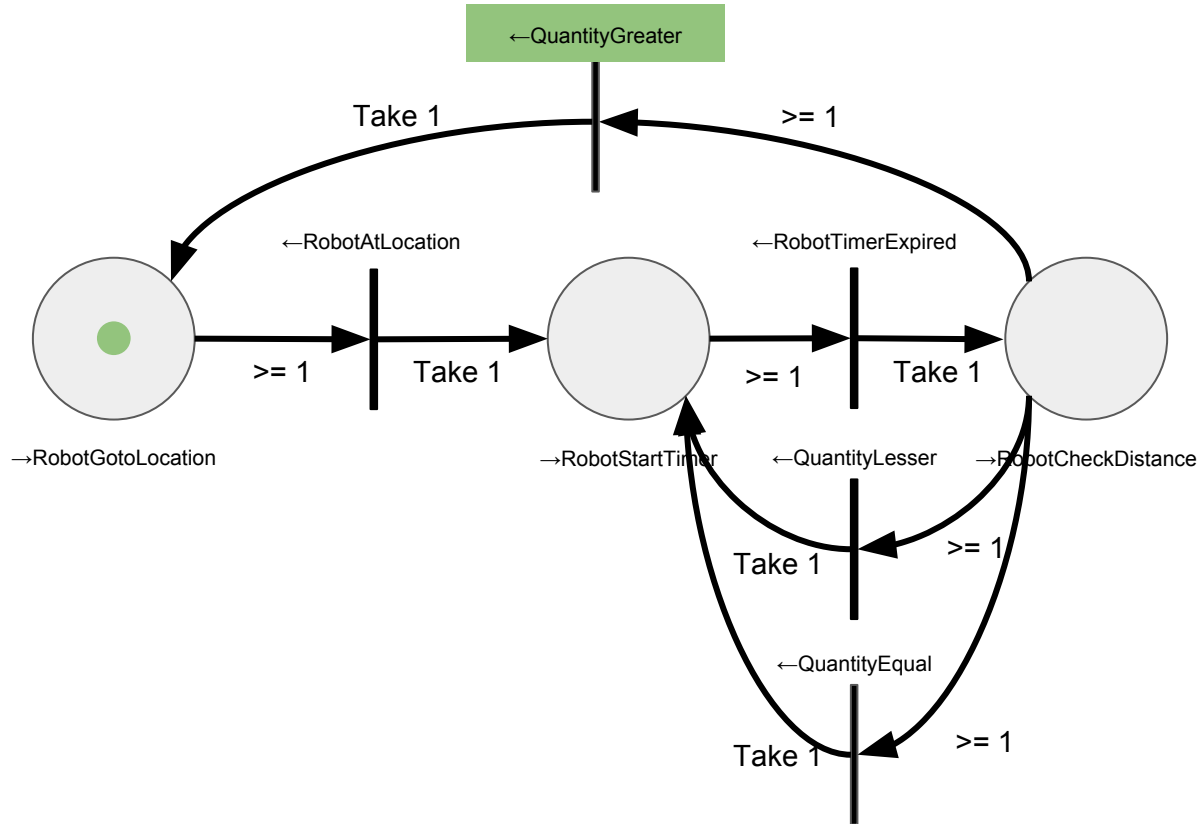 ←QuantityGreater
Take 1
>= 1
←RobotAtLocation
←RobotTimerExpired
>= 1
Take 1
>= 1
Take 1
→RobotGotoLocation
→RobotStartTimer
←QuantityLesser
→RobotCheckDistance
Take 1
>= 1
←QuantityEqual
Take 1
>= 1